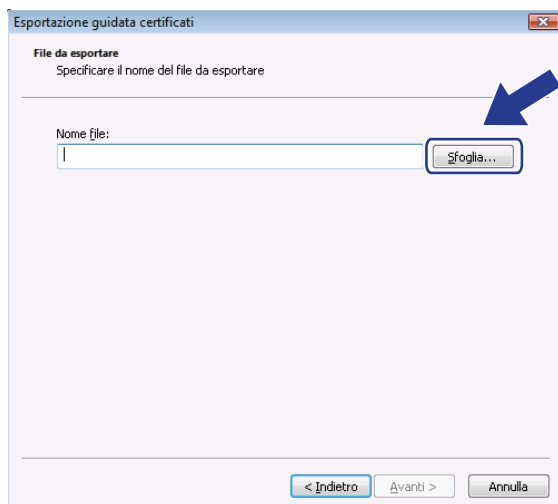 Esportazione guidata certificati
File da esportare
Specificare il nome del file da esportare
Nome file:
Sfoglia...
< Indietro
Avanti >
Annulla